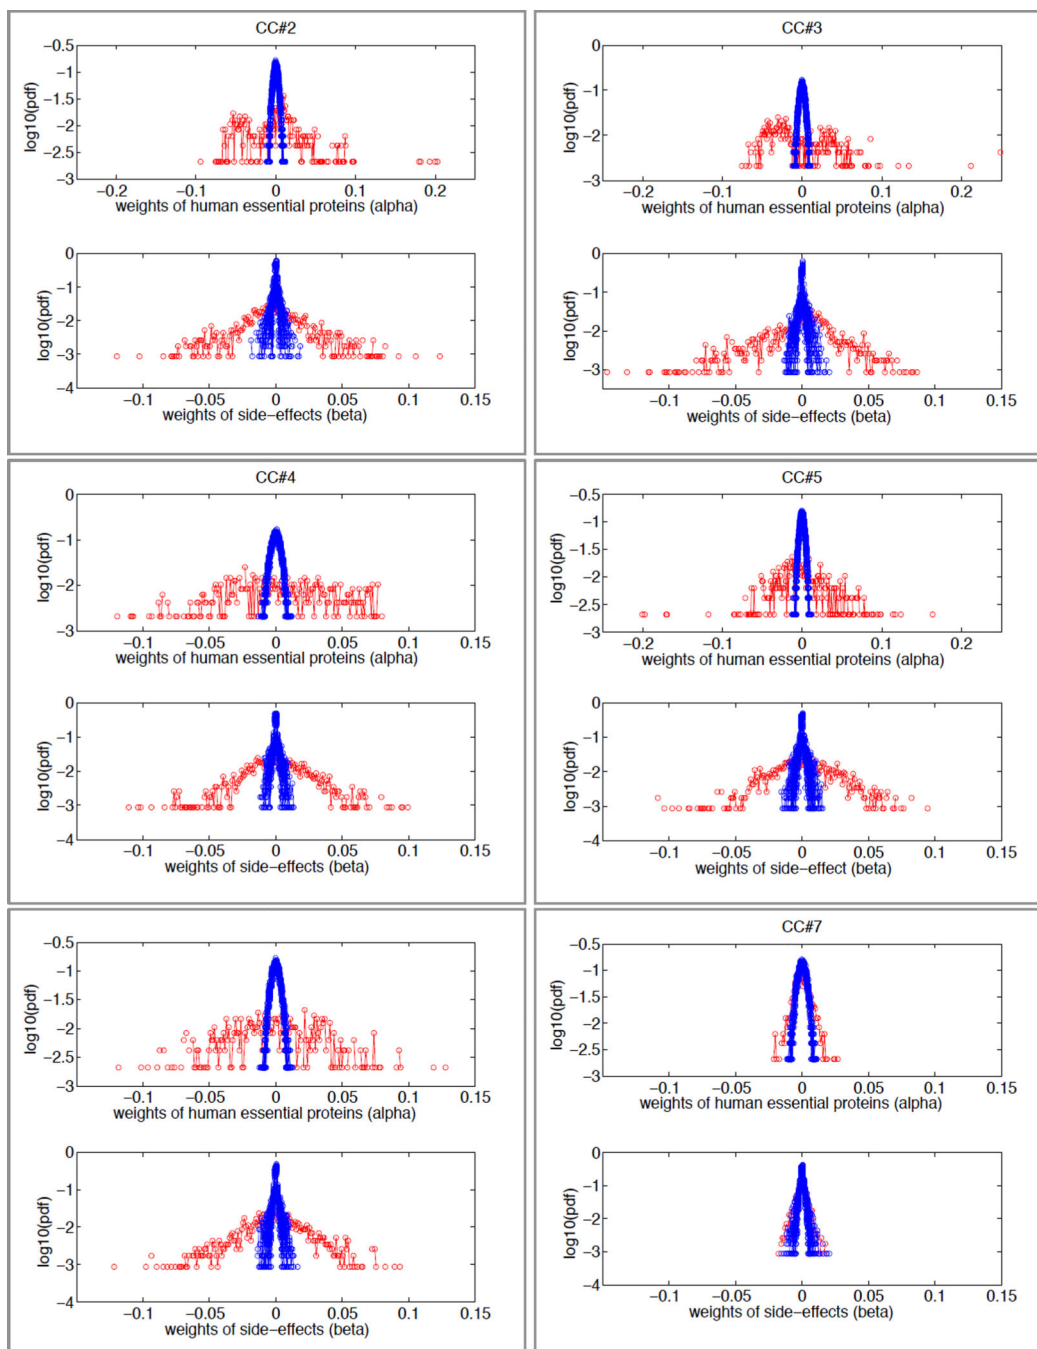 CC#2
-0.5
-1
-1.5
-2
-2.5
-3
log10(pdf)
-0.2 -0.1 0 0.1 0.2
weights of human essential proteins (alpha)
0
-1
-2
-3
-4
log10(pdf)
-0.1 -0.05 0 0.05 0.1 0.15
weights of side-effects (beta)
CC#3
0
-1
-2
-3
log10(pdf)
-0.2 -0.1 0 0.1 0.2
weights of human essential proteins (alpha)
0
-1
-2
-3
log10(pdf)
-0.1 -0.05 0 0.05 0.1 0.15
weights of side-effects (beta)
CC#4
0
-1
-2
-3
log10(pdf)
-0.1 -0.05 0 0.05 0.1 0.15
weights of human essential proteins (alpha)
0
-1
-2
-3
-4
log10(pdf)
-0.1 -0.05 0 0.05 0.1 0.15
weights of side-effects (beta)
CC#5
-0.5
-1
-1.5
-2
-2.5
-3
log10(pdf)
-0.2 -0.1 0 0.1 0.2
weights of human essential proteins (alpha)
0
-1
-2
-3
-4
log10(pdf)
-0.1 -0.05 0 0.05 0.1 0.15
weights of side-effect (beta)
-0.5
-1
-1.5
-2
-2.5
-3
log10(pdf)
-0.1 -0.05 0 0.05 0.1 0.15
weights of human essential proteins (alpha)
0
-1
-2
-3
-4
log10(pdf)
-0.1 -0.05 0 0.05 0.1 0.15
weights of side-effects (beta)
CC#7
-0.5
-1
-1.5
-2
-2.5
-3
log10(pdf)
-0.1 -0.05 0 0.05 0.1 0.15
weights of human essential proteins (alpha)
0
-1
-2
-3
-4
log10(pdf)
-0.1 -0.05 0 0.05 0.1 0.15
weights of side-effects (beta)